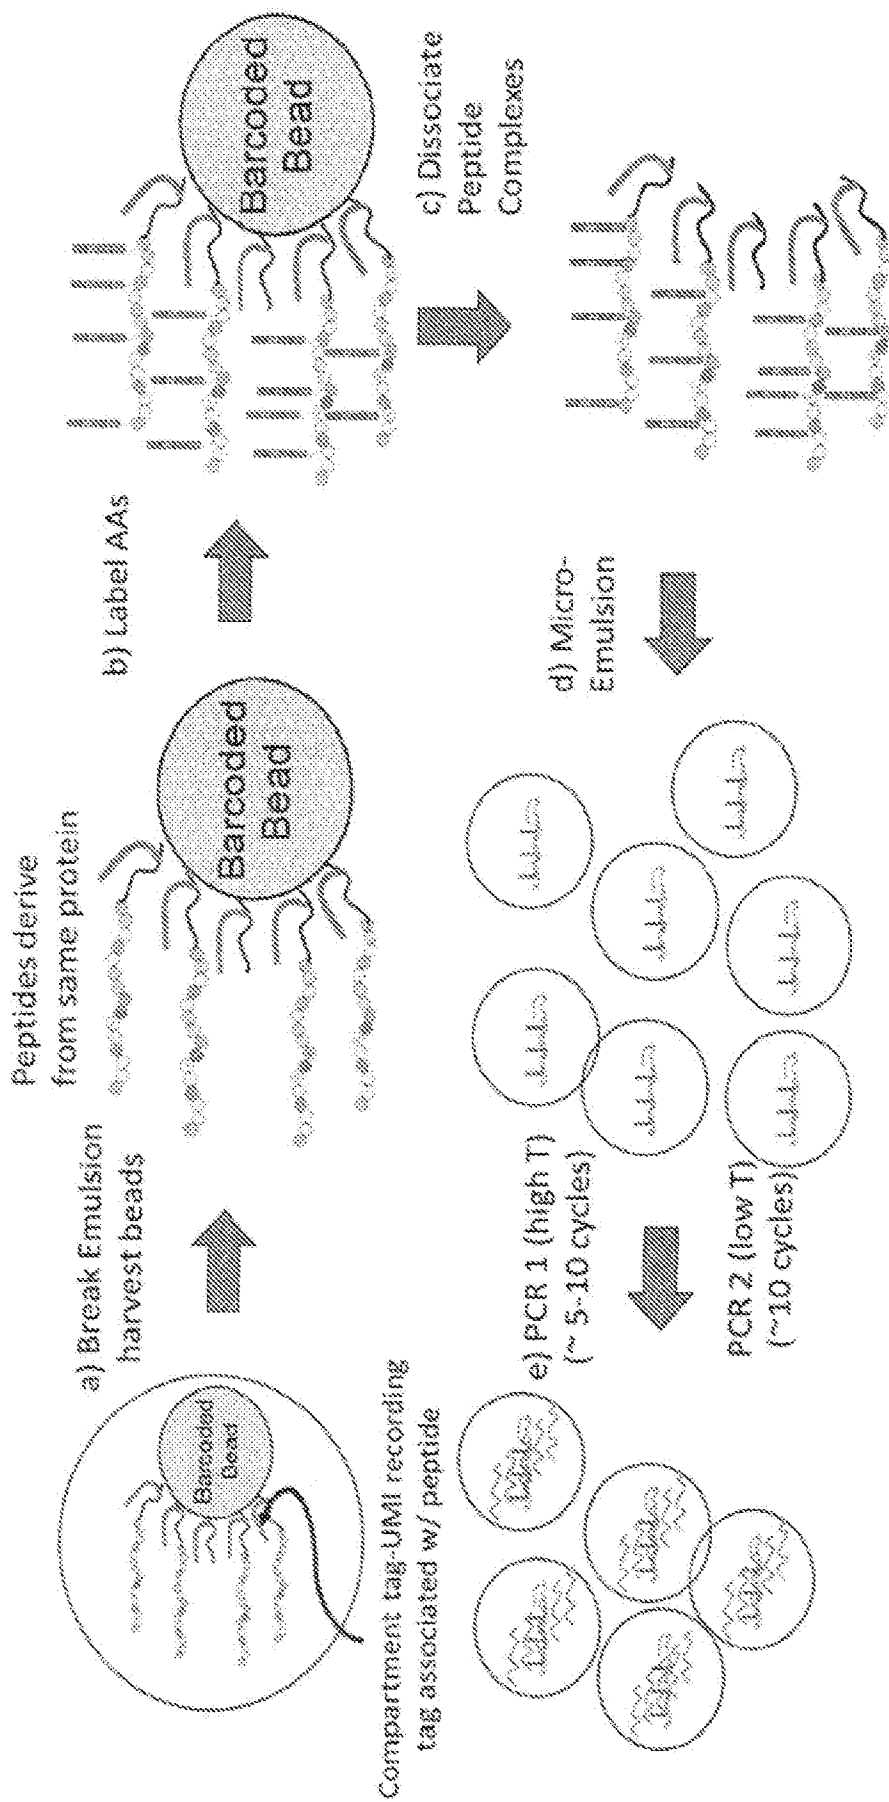 a) Break Emulsion
harvest beads
Peptides derive
from same protein
b) Label AAs
Barcoded
Bead
Barcoded
Bead
Barcoded
Bead
Compartment tag-UMI recording
tag associated w/ peptide
c) Dissociate
Peptide
Complexes
d) Micro-
Emulsion
e) PCR 1 (high T)
(~ 5-10 cycles)
PCR 2 (low T)
(~10 cycles)